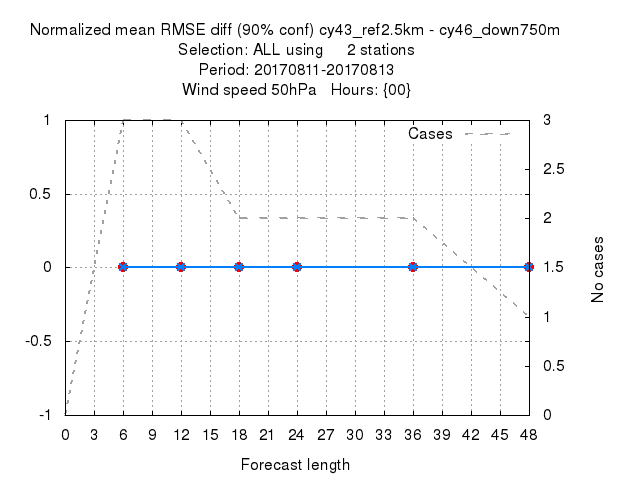 Normalized mean RMSE diff (90% conf) cy43_ref2.5km - cy46_down750m
Selection: ALL using 2 stations
Period: 20170811-20170813
Wind speed 50hPa Hours: {00}
Cases
1
0.5
0
-0.5
-1
3
2.5
2
1.5
1
0.5
0
No cases
0 3 6 9 12 15 18 21 24 27 30 33 36 39 42 45 48
Forecast length